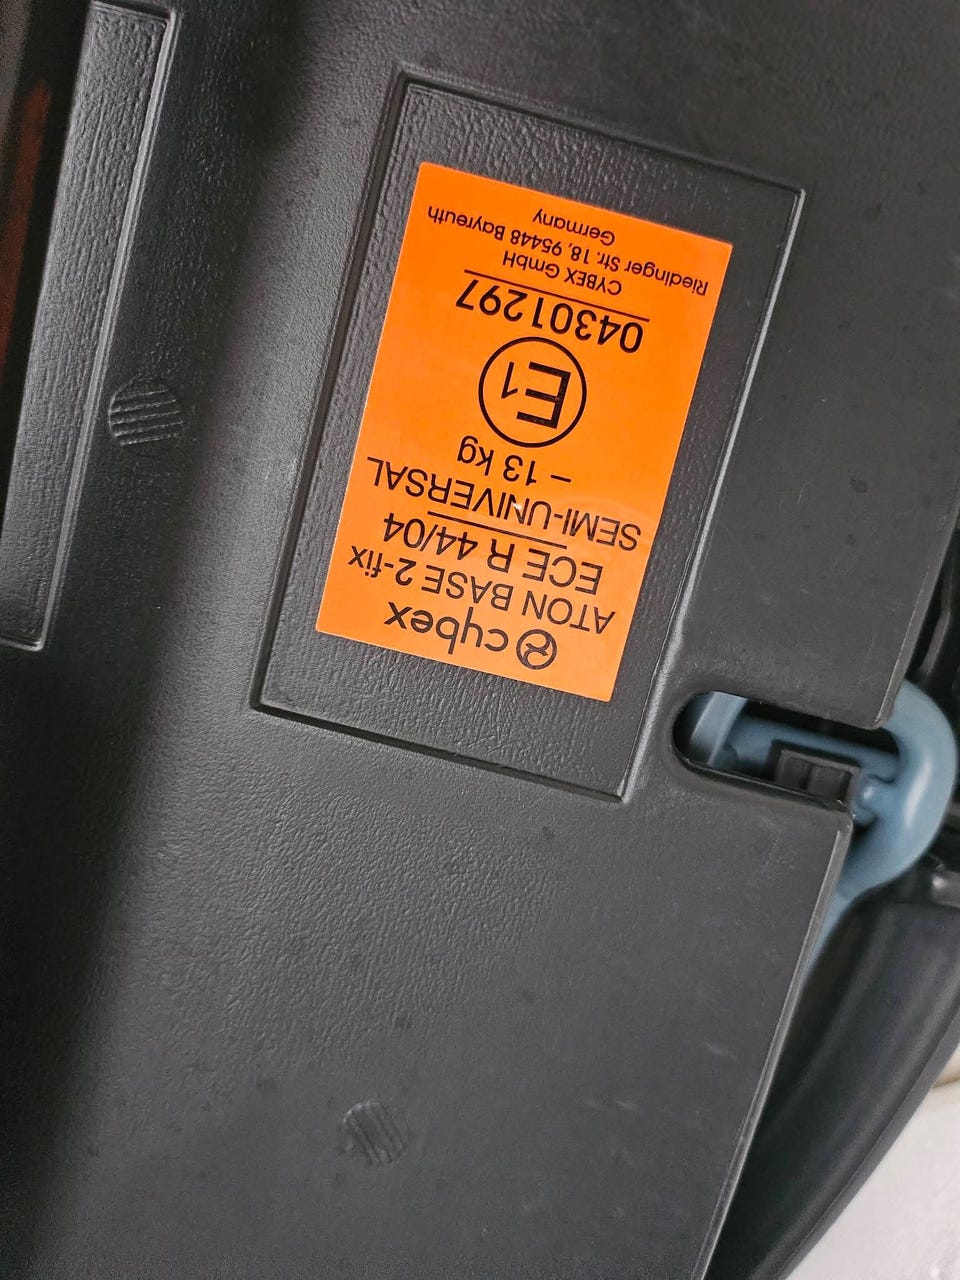 cybex
ATON BASE 2-fix
ECE R 44/04
SEMI-UNIVERSAL
– 13 kg
E1
04301297
CYBEX GmbH
Riedinger Str. 18, 95448 Bayreuth
Germany